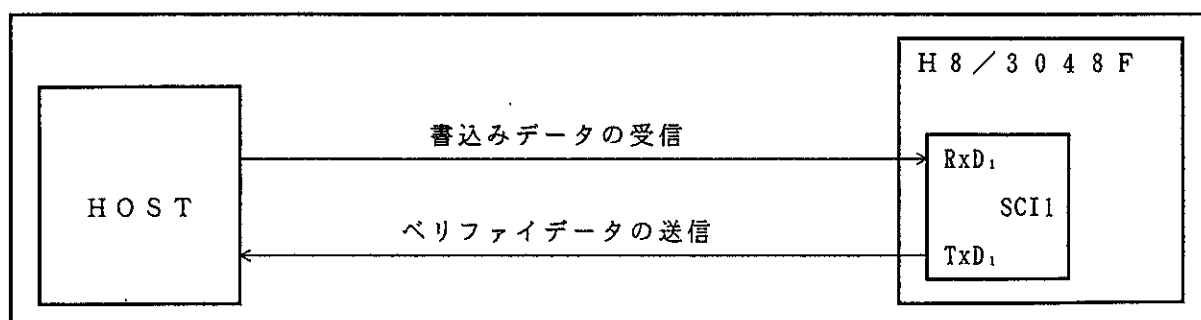 H8/3048F
書込みデータの受信
RxD₁
HOST
SCI1
ベリファイデータの送信
TxD₁